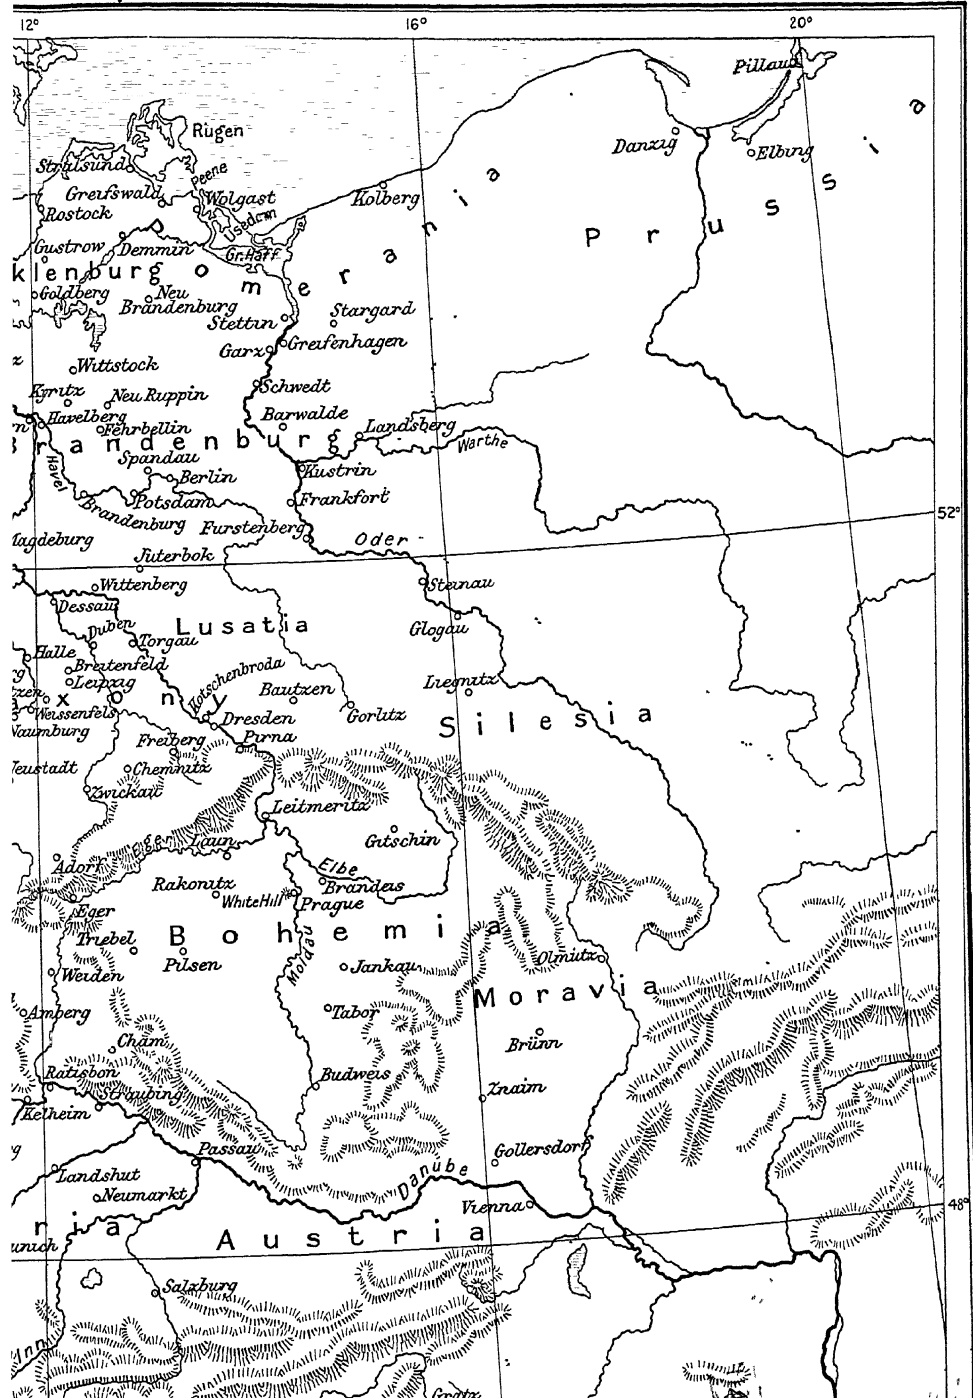 12°
16°
20°
Pillau
Rügen
Danzig
Elbing
Stralsund
Peene
Greifswald
Wolgast
Kolberg
Rostock
Usedom
Gustrow
Demmin
Gr. Haff
Pomerania
Prussia
klenburg
Goldberg
Neu
Brandenburg
Stargard
Stettin
Garz
Greifenhagen
Wittstock
Schwedt
Kyritz
Neu Ruppin
Havelberg
Barwalde
Fehrbellin
Landsberg
Brandenburg
Warthe
Spandau
Havel
Berlin
Kustrin
Potsdam
Frankfort
Brandenburg
Furstenberg
52°
Magdeburg
Oder
Juterbok
Wittenberg
Steinau
Dessau
Duben
Lusatia
Glogau
Halle
Torgau
Breitenfeld
Leipzig
Kotschenbroda
Bautzen
Liegnitz
xony
Weissenfels
Gorlitz
Silesia
Naumburg
Dresden
Freiberg
Pirna
Neustadt
Chemnitz
Zwickau
Leitmeritz
Eger
Laun
Gitschin
Adorf
Elbe
Rakonitz
Brandeis
White Hill
Prague
Eger
Triebel
Bohemia
Pilsen
Moldau
Jankau
Olmutz
Weiden
Moravia
Amberg
Tabor
Cham
Brünn
Ratisbon
Budweis
Straubing
Znaim
Kelheim
Passau
Gollersdorf
Landshut
Danube
Neumarkt
Vienna
48°
ria
Austria
unich
Salzburg
Inn
Gratz